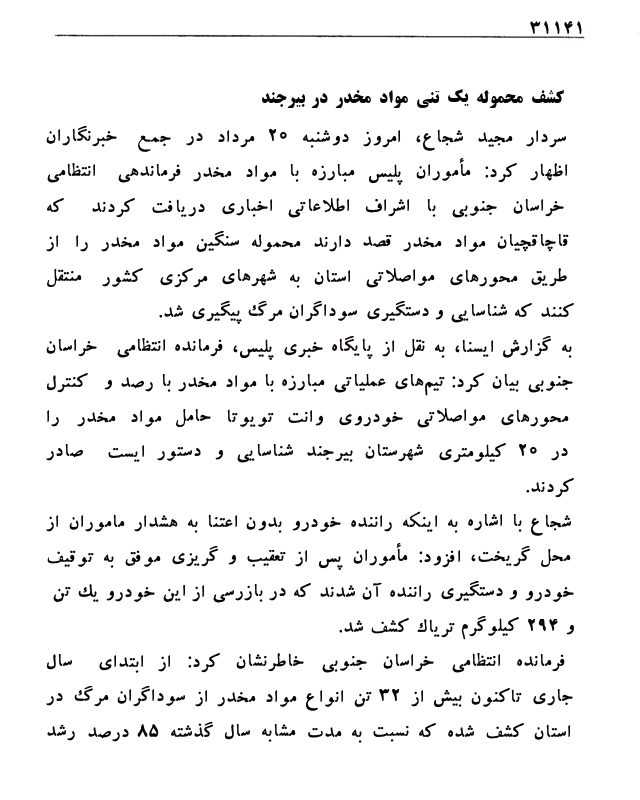 ۳۱۱۴۱
کشف محموله یک تنی مواد مخدر در بیرجند
سردار مجید شجاع، امروز دوشنبه ۲۰ مرداد در جمع خبرنگاران
اظهار کرد: مأموران پلیس مبارزه با مواد مخدر فرماندهی انتظامی
خراسان جنوبی با اشراف اطلاعاتی اخباری دریافت کردند که
قاچاقچیان مواد مخدر قصد دارند محموله سنگین مواد مخدر را از
طریق محورهای مواصلاتی استان به شهرهای مرکزی کشور منتقل
کنند که شناسایی و دستگیری سوداگران مرگ پیگیری شد.
به گزارش ایسنا، به نقل از پایگاه خبری پلیس، فرمانده انتظامی خراسان
جنوبی بیان کرد: تیم‌های عملیاتی مبارزه با مواد مخدر با رصد و کنترل
محورهای مواصلاتی خودروی وانت تویوتا حامل مواد مخدر را
در ۲۰ کیلومتری شهرستان بیرجند شناسایی و دستور ایست صادر
کردند.
شجاع با اشاره به اینکه راننده خودرو بدون اعتنا به هشدار ماموران از
محل گریخت، افزود: مأموران پس از تعقیب و گریزی موفق به توقیف
خودرو و دستگیری راننده آن شدند که در بازرسی از این خودرو یک تن
و ۲۹۴ کیلوگرم تریاک کشف شد.
فرمانده انتظامی خراسان جنوبی خاطرنشان کرد: از ابتدای سال
جاری تاکنون بیش از ۳۲ تن انواع مواد مخدر از سوداگران مرگ در
استان کشف شده که نسبت به مدت مشابه سال گذشته ۸۵ درصد رشد